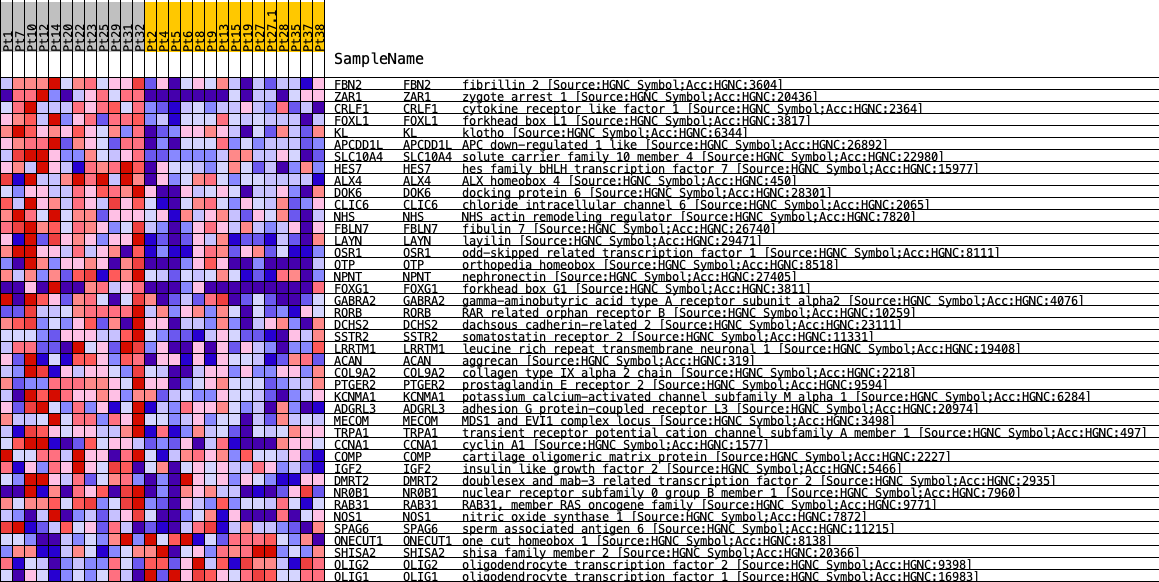 Pt1 Pt7 Pt10 Pt12 Pt14 Pt20 Pt22 Pt23 Pt25 Pt29 Pt31 Pt32 Pt2 Pt4 Pt5 Pt6 Pt8 Pt9 Pt13 Pt15 Pt19 Pt27 Pt27.1 Pt28 Pt35 Pt37 Pt38
SampleName
FBN2 FBN2 fibrillin 2 [Source:HGNC Symbol;Acc:HGNC:3604]
ZAR1 ZAR1 zygote arrest 1 [Source:HGNC Symbol;Acc:HGNC:20436]
CRLF1 CRLF1 cytokine receptor like factor 1 [Source:HGNC Symbol;Acc:HGNC:2364]
FOXL1 FOXL1 forkhead box L1 [Source:HGNC Symbol;Acc:HGNC:3817]
KL KL klotho [Source:HGNC Symbol;Acc:HGNC:6344]
APCDD1L APCDD1L APC down-regulated 1 like [Source:HGNC Symbol;Acc:HGNC:26892]
SLC10A4 SLC10A4 solute carrier family 10 member 4 [Source:HGNC Symbol;Acc:HGNC:22980]
HES7 HES7 hes family bHLH transcription factor 7 [Source:HGNC Symbol;Acc:HGNC:15977]
ALX4 ALX4 ALX homeobox 4 [Source:HGNC Symbol;Acc:HGNC:450]
DOK6 DOK6 docking protein 6 [Source:HGNC Symbol;Acc:HGNC:28301]
CLIC6 CLIC6 chloride intracellular channel 6 [Source:HGNC Symbol;Acc:HGNC:2065]
NHS NHS NHS actin remodeling regulator [Source:HGNC Symbol;Acc:HGNC:7820]
FBLN7 FBLN7 fibulin 7 [Source:HGNC Symbol;Acc:HGNC:26740]
LAYN LAYN layilin [Source:HGNC Symbol;Acc:HGNC:29471]
OSR1 OSR1 odd-skipped related transcription factor 1 [Source:HGNC Symbol;Acc:HGNC:8111]
OTP OTP orthopedia homeobox [Source:HGNC Symbol;Acc:HGNC:8518]
NPNT NPNT nephronectin [Source:HGNC Symbol;Acc:HGNC:27405]
FOXG1 FOXG1 forkhead box G1 [Source:HGNC Symbol;Acc:HGNC:3811]
GABRA2 GABRA2 gamma-aminobutyric acid type A receptor subunit alpha2 [Source:HGNC Symbol;Acc:HGNC:4076]
RORB RORB RAR related orphan receptor B [Source:HGNC Symbol;Acc:HGNC:10259]
DCHS2 DCHS2 dachsous cadherin-related 2 [Source:HGNC Symbol;Acc:HGNC:23111]
SSTR2 SSTR2 somatostatin receptor 2 [Source:HGNC Symbol;Acc:HGNC:11331]
LRRTM1 LRRTM1 leucine rich repeat transmembrane neuronal 1 [Source:HGNC Symbol;Acc:HGNC:19408]
ACAN ACAN aggrecan [Source:HGNC Symbol;Acc:HGNC:319]
COL9A2 COL9A2 collagen type IX alpha 2 chain [Source:HGNC Symbol;Acc:HGNC:2218]
PTGER2 PTGER2 prostaglandin E receptor 2 [Source:HGNC Symbol;Acc:HGNC:9594]
KCNMA1 KCNMA1 potassium calcium-activated channel subfamily M alpha 1 [Source:HGNC Symbol;Acc:HGNC:6284]
ADGRL3 ADGRL3 adhesion G protein-coupled receptor L3 [Source:HGNC Symbol;Acc:HGNC:20974]
MECOM MECOM MDS1 and EVI1 complex locus [Source:HGNC Symbol;Acc:HGNC:3498]
TRPA1 TRPA1 transient receptor potential cation channel subfamily A member 1 [Source:HGNC Symbol;Acc:HGNC:497]
CCNA1 CCNA1 cyclin A1 [Source:HGNC Symbol;Acc:HGNC:1577]
COMP COMP cartilage oligomeric matrix protein [Source:HGNC Symbol;Acc:HGNC:2227]
IGF2 IGF2 insulin like growth factor 2 [Source:HGNC Symbol;Acc:HGNC:5466]
DMRT2 DMRT2 doublesex and mab-3 related transcription factor 2 [Source:HGNC Symbol;Acc:HGNC:2935]
NR0B1 NR0B1 nuclear receptor subfamily 0 group B member 1 [Source:HGNC Symbol;Acc:HGNC:7960]
RAB31 RAB31 RAB31, member RAS oncogene family [Source:HGNC Symbol;Acc:HGNC:9771]
NOS1 NOS1 nitric oxide synthase 1 [Source:HGNC Symbol;Acc:HGNC:7872]
SPAG6 SPAG6 sperm associated antigen 6 [Source:HGNC Symbol;Acc:HGNC:11215]
ONECUT1 ONECUT1 one cut homeobox 1 [Source:HGNC Symbol;Acc:HGNC:8138]
SHISA2 SHISA2 shisa family member 2 [Source:HGNC Symbol;Acc:HGNC:20366]
OLIG2 OLIG2 oligodendrocyte transcription factor 2 [Source:HGNC Symbol;Acc:HGNC:9398]
OLIG1 OLIG1 oligodendrocyte transcription factor 1 [Source:HGNC Symbol;Acc:HGNC:16983]